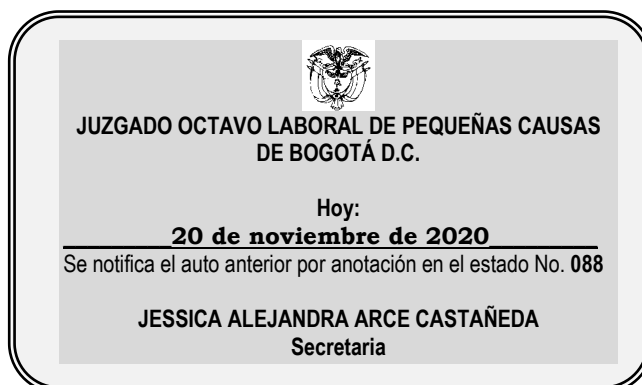 JUZGADO OCTAVO LABORAL DE PEQUEÑAS CAUSAS
DE BOGOTÁ D.C.
Hoy:
20 de noviembre de 2020
Se notifica el auto anterior por anotación en el estado No. 088
JESSICA ALEJANDRA ARCE CASTAÑEDA
Secretaria